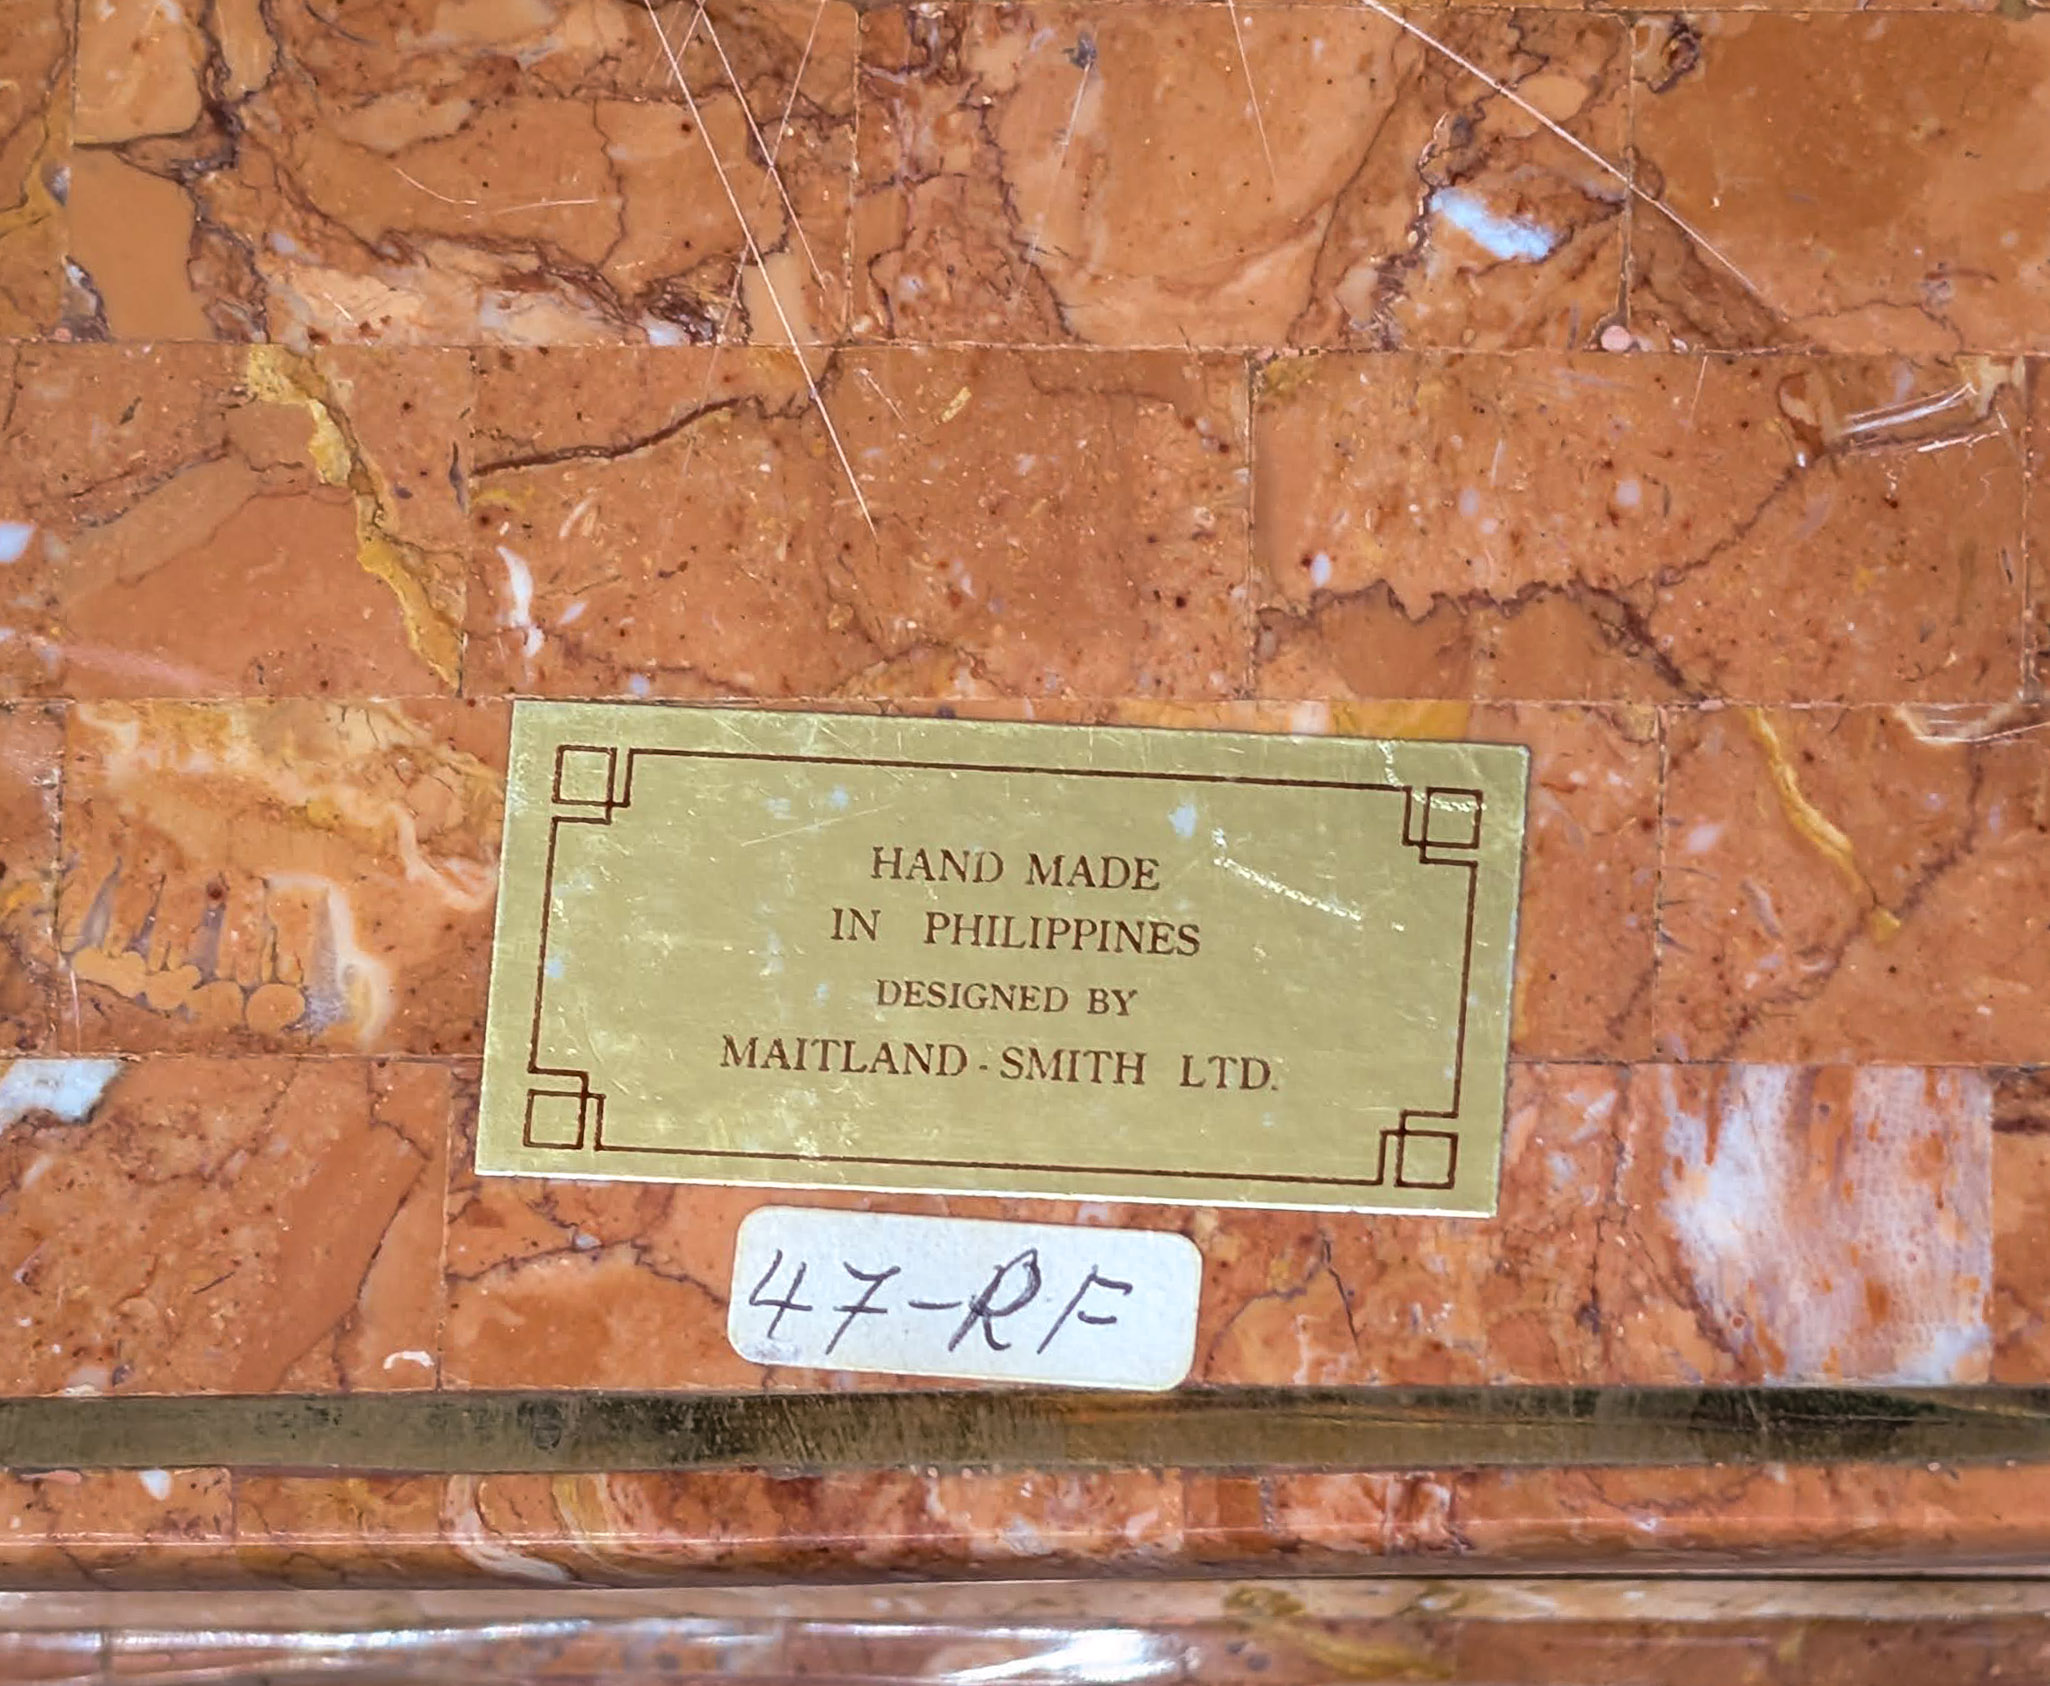 HAND MADE
IN PHILIPPINES
DESIGNED BY
MAITLAND-SMITH LTD.
47-RF